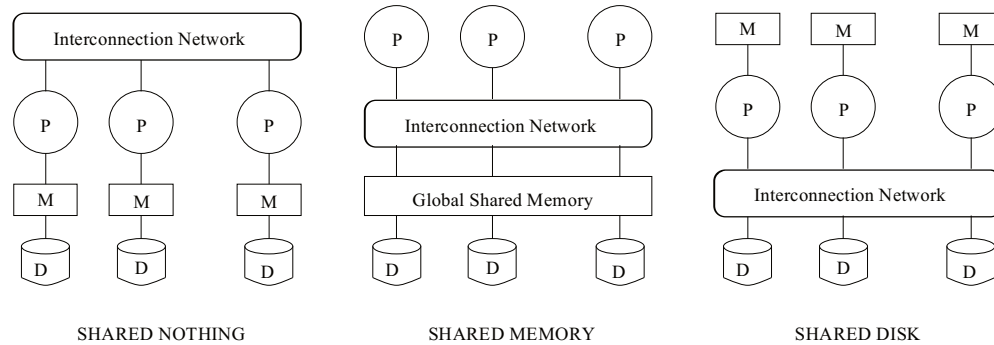 Interconnection Network
P P P
M M M
D D D
SHARED NOTHING
P P P
Interconnection Network
Global Shared Memory
D D D
SHARED MEMORY
M M M
P P P
Interconnection Network
D D D
SHARED DISK